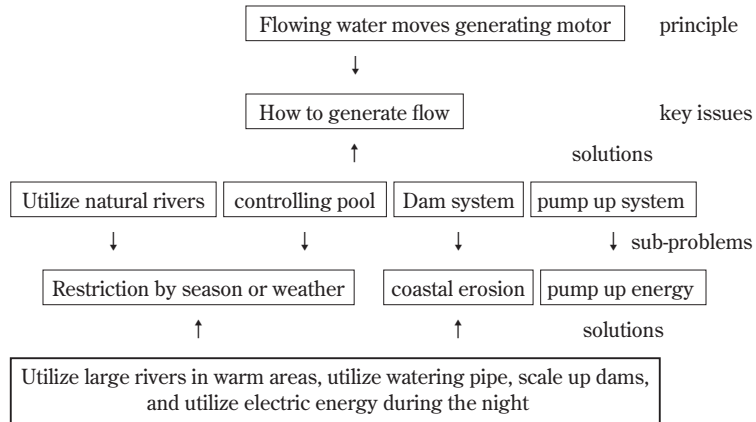 Flowing water moves generating motor principle
↓
How to generate flow key issues
↑ solutions
Utilize natural rivers controlling pool Dam system pump up system
↓ ↓ ↓ ↓ sub-problems
Restriction by season or weather coastal erosion pump up energy
↑ ↑ solutions
Utilize large rivers in warm areas, utilize watering pipe, scale up dams,
and utilize electric energy during the night